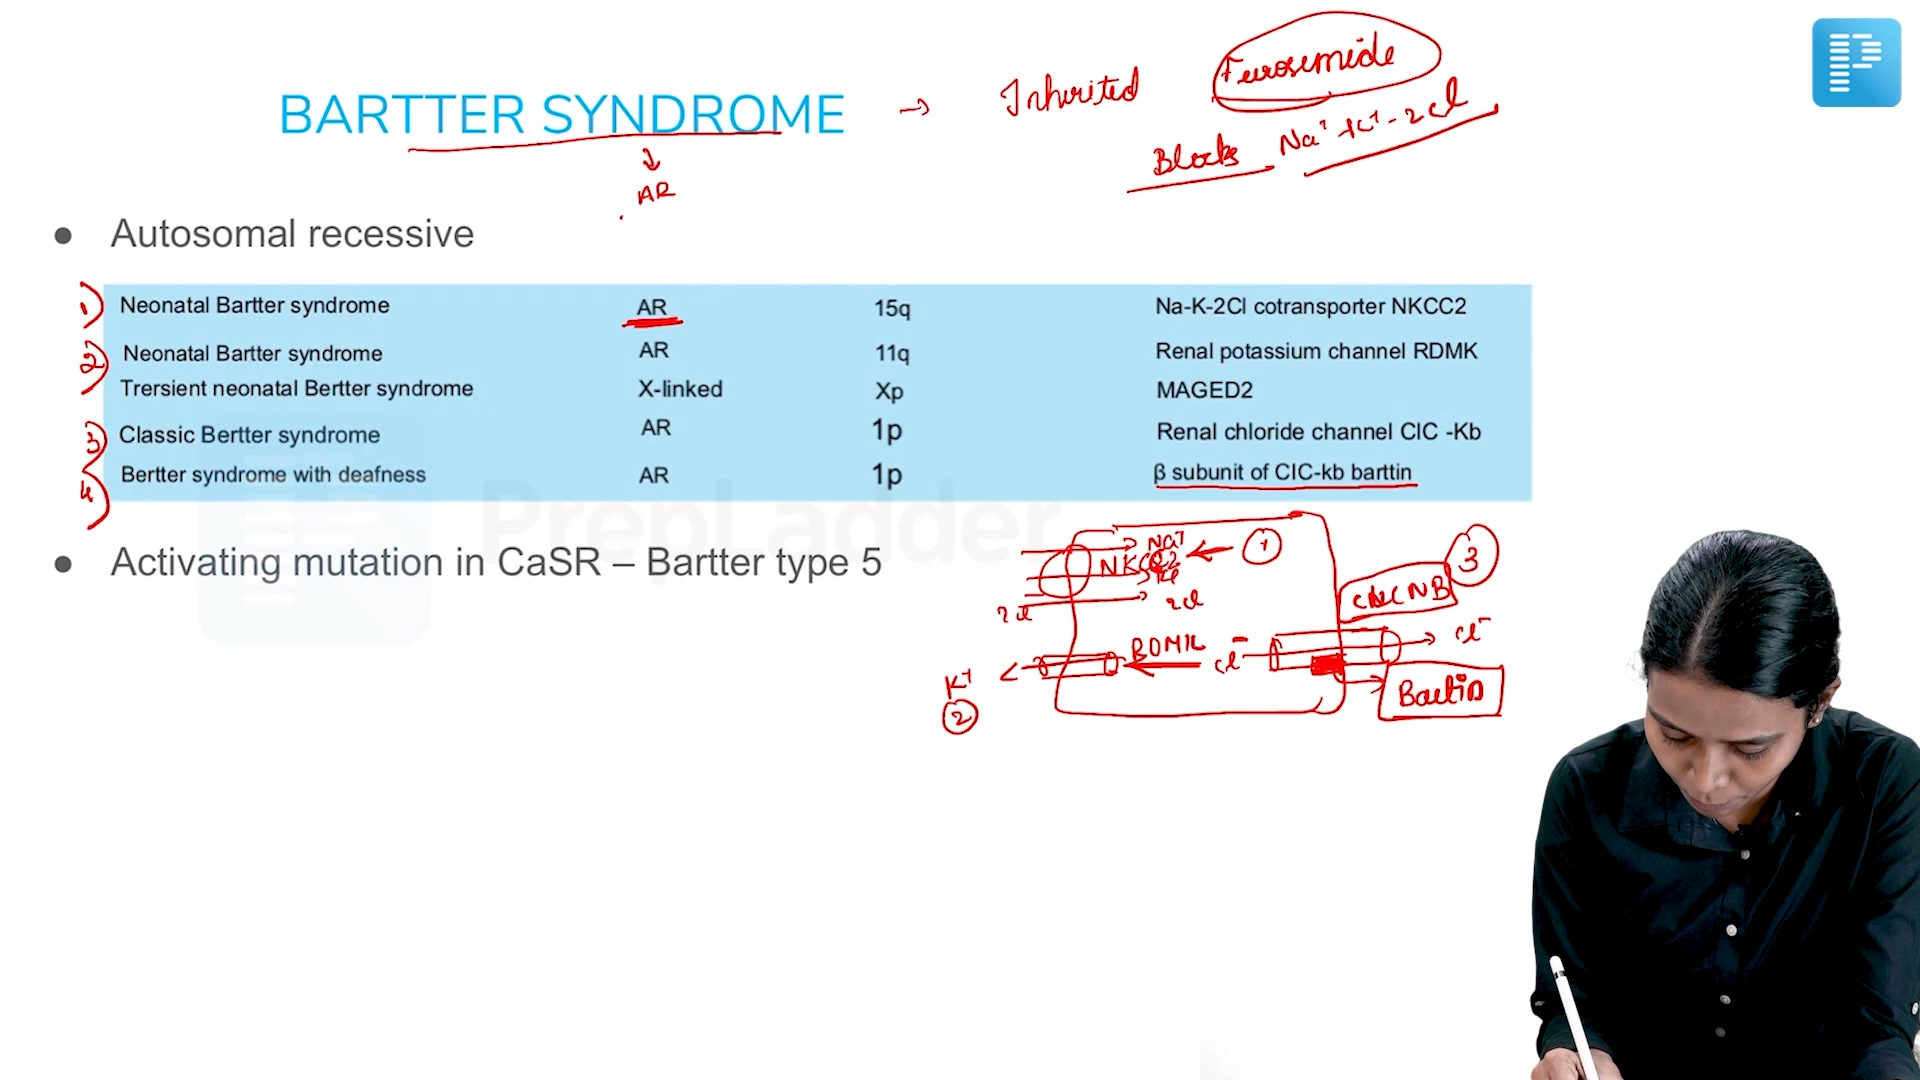 BARTTER SYNDROME → Inherited Furosemide
Blocks Na⁺-K⁺-2cl
AR
● Autosomal recessive
1) Neonatal Bartter syndrome AR 15q Na-K-2Cl cotransporter NKCC2
2) Neonatal Bartter syndrome AR 11q Renal potassium channel RDMK
Trersient neonatal Bertter syndrome X-linked Xp MAGED2
3) Classic Bertter syndrome AR 1p Renal chloride channel CIC -Kb
4) Bertter syndrome with deafness AR 1p β subunit of CIC-kb barttin
PrepLadder
● Activating mutation in CaSR – Bartter type 5
Na⁺ 1
NKCC2
3
2cl 2cl
ROMK cl⁻ cl⁻
K⁺
2
Bartin